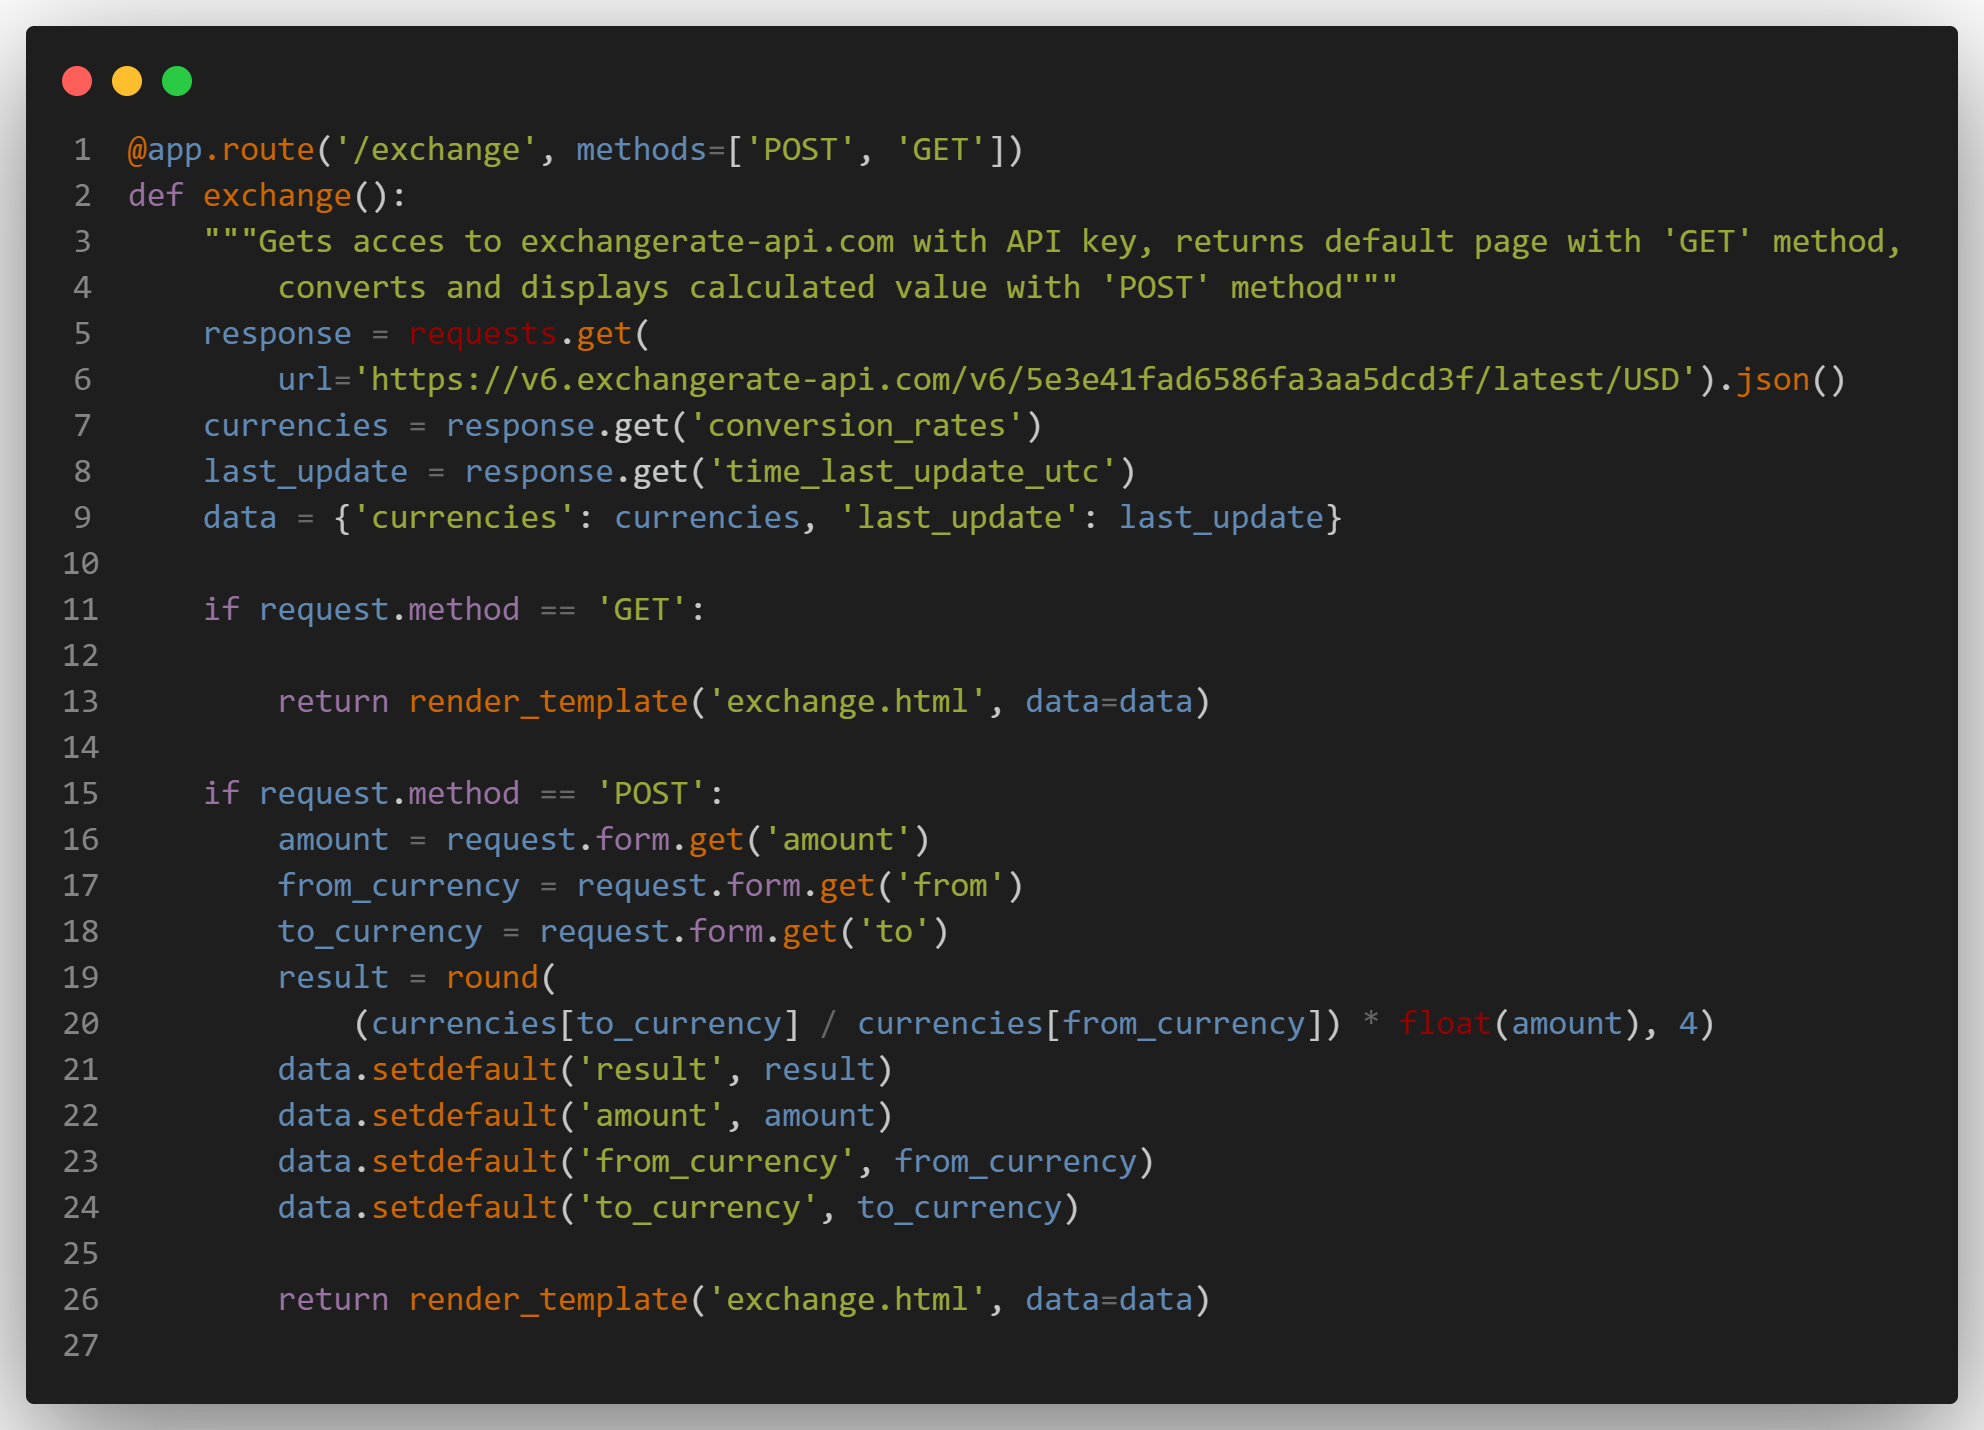 1 @app.route('/exchange', methods=['POST', 'GET'])
2 def exchange():
3     """Gets acces to exchangerate-api.com with API key, returns default page with 'GET' method,
4         converts and displays calculated value with 'POST' method"""
5     response = requests.get(
6         url='https://v6.exchangerate-api.com/v6/5e3e41fad6586fa3aa5dcd3f/latest/USD').json()
7     currencies = response.get('conversion_rates')
8     last_update = response.get('time_last_update_utc')
9     data = {'currencies': currencies, 'last_update': last_update}
10
11     if request.method == 'GET':
12
13         return render_template('exchange.html', data=data)
14
15     if request.method == 'POST':
16         amount = request.form.get('amount')
17         from_currency = request.form.get('from')
18         to_currency = request.form.get('to')
19         result = round(
20             (currencies[to_currency] / currencies[from_currency]) * float(amount), 4)
21         data.setdefault('result', result)
22         data.setdefault('amount', amount)
23         data.setdefault('from_currency', from_currency)
24         data.setdefault('to_currency', to_currency)
25
26         return render_template('exchange.html', data=data)
27